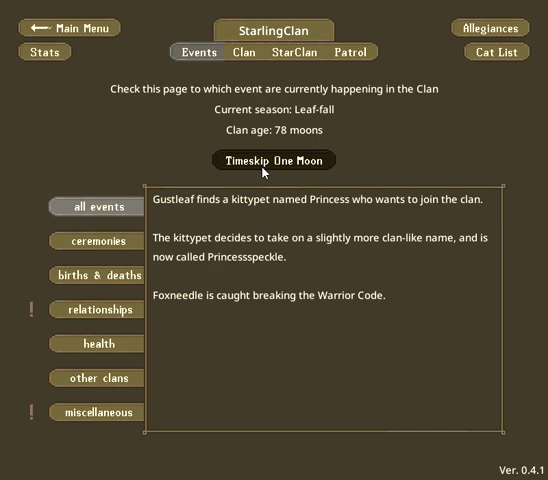 Main Menu
StarlingClan
Allegiances
Stats
Events
Clan
StarClan
Patrol
Cat List
Check this page to which event are currently happening in the Clan
Current season: Leaf-fall
Clan age: 78 moons
Timeskip One Moon
all events
ceremonies
births & deaths
! relationships
health
other clans
! miscellaneous
Gustleaf finds a kittypet named Princess who wants to join the clan.
The kittypet decides to take on a slightly more clan-like name, and is
now called Princessspeckle.
Foxneedle is caught breaking the Warrior Code.
Ver. 0.4.1